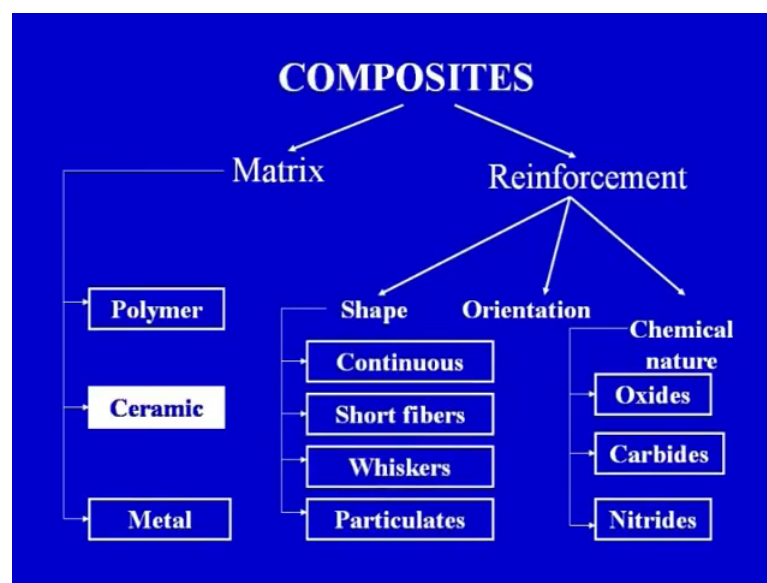 COMPOSITES
Matrix
Reinforcement
Polymer
Ceramic
Metal
Shape
Continuous
Short fibers
Whiskers
Particulates
Orientation
Chemical
nature
Oxides
Carbides
Nitrides